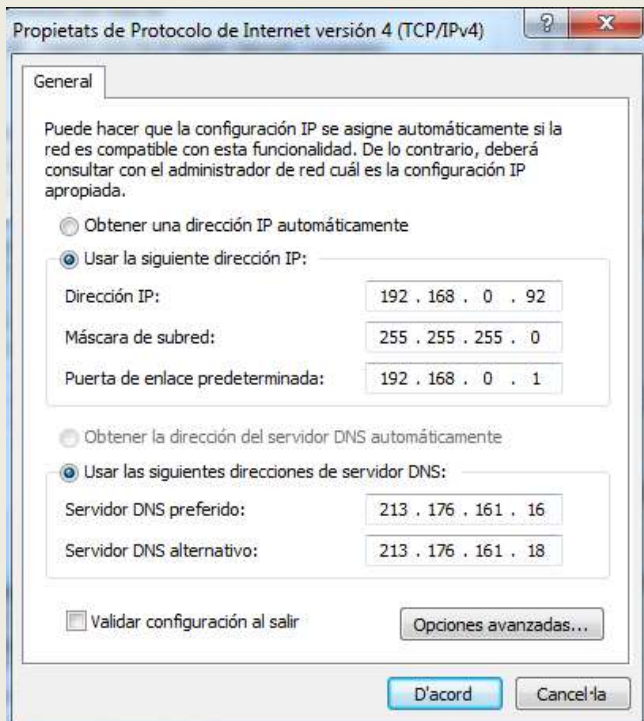 Propietats de Protocolo de Internet versión 4 (TCP/IPv4)
General
Puede hacer que la configuración IP se asigne automáticamente si la
red es compatible con esta funcionalidad. De lo contrario, deberá
consultar con el administrador de red cuál es la configuración IP
apropiada.
Obtener una dirección IP automáticamente
Usar la siguiente dirección IP:
Dirección IP: 192 . 168 . 0 . 92
Máscara de subred: 255 . 255 . 255 . 0
Puerta de enlace predeterminada: 192 . 168 . 0 . 1
Obtener la dirección del servidor DNS automáticamente
Usar las siguientes direcciones de servidor DNS:
Servidor DNS preferido: 213 . 176 . 161 . 16
Servidor DNS alternativo: 213 . 176 . 161 . 18
Validar configuración al salir Opciones avanzadas...
D'acord Cancel·la